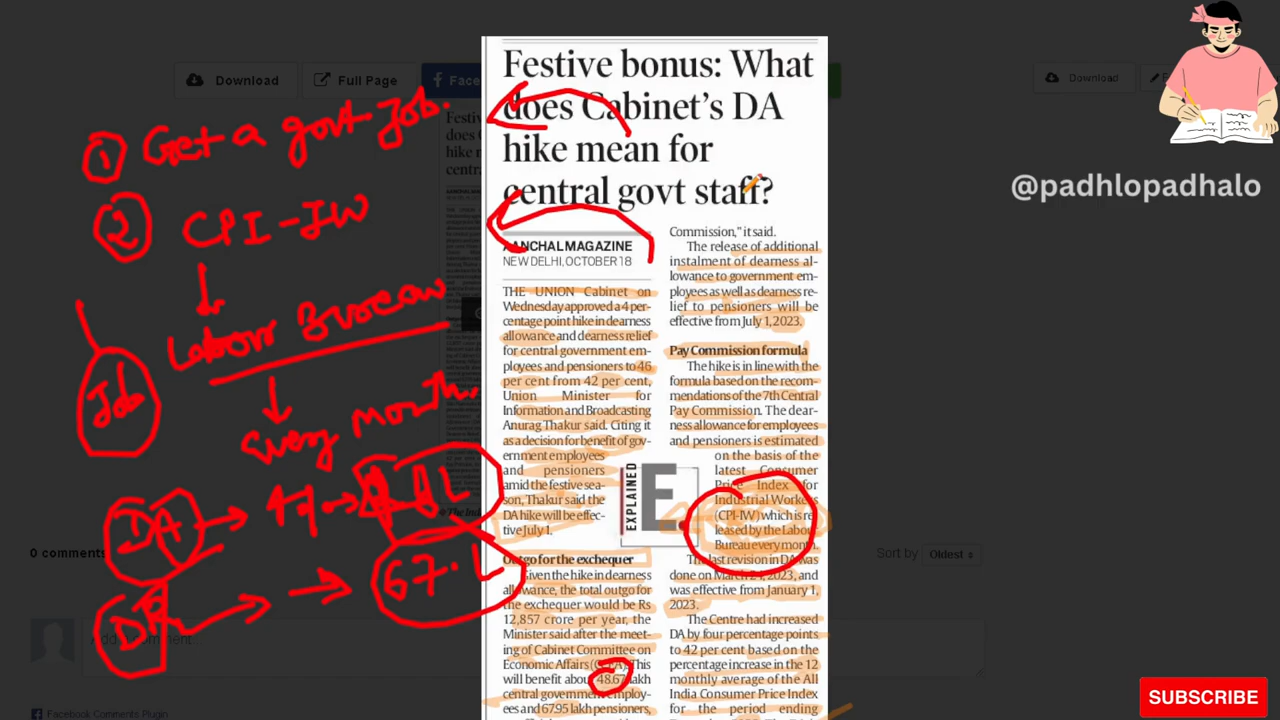 Download
Full Page
Face
Download
@padhlopadhalo
Festive bonus: What
does Cabinet's DA
hike mean for
central govt staff?
AANCHAL MAGAZINE
NEW DELHI, OCTOBER 18
THE UNION Cabinet on
Wednesday approved a 4 per-
centage point hike in dearness
allowance and dearness relief
for central government em-
ployees and pensioners to 46
per cent from 42 per cent,
Union Minister for
Information and Broadcasting
Anurag Thakur said. Citing it
as a decision for benefit of gov-
ernment employees
and pensioners
amid the festive sea-
son, Thakur said the
DA hike will be effec-
tive July 1.
Outgo for the exchequer
Given the hike in dearness
allowance, the total outgo for
the exchequer would be Rs
12,857 crore per year, the
Minister said after the meet-
ing of Cabinet Committee on
Economic Affairs This
will benefit about 48.67 lakh
central government employ-
ees and 67.95 lakh pensioners,
Commission," it said.
The release of additional
instalment of dearness al-
lowance to government em-
ployees as well as dearness re-
lief to pensioners will be
effective from July 1, 2023.
Pay Commission formula
The hike is in line with the
formula based on the recom-
mendations of the 7th Central
Pay Commission. The dear-
ness allowance for employees
and pensioners is estimated
on the basis of the
latest Consumer
Price Index for
Industrial Workers
(CPI-IW) which is re
leased by the Labour
Bureau every month.
The last revision in DA was
done on March 24, 2023, and
was effective from January 1,
2023.
The Centre had increased
DA by four percentage points
to 42 per cent based on the
percentage increase in the 12
monthly average of the All
India Consumer Price Index
for the period ending
EXPLAINED
E.
1 Get a govt Job.
2 CPI-IW
Labour Bureau
Job
Every month.
DA
DR
67.
0 comments
Sort by
Oldest
Add a comment...
Facebook Comments Plugin
SUBSCRIBE